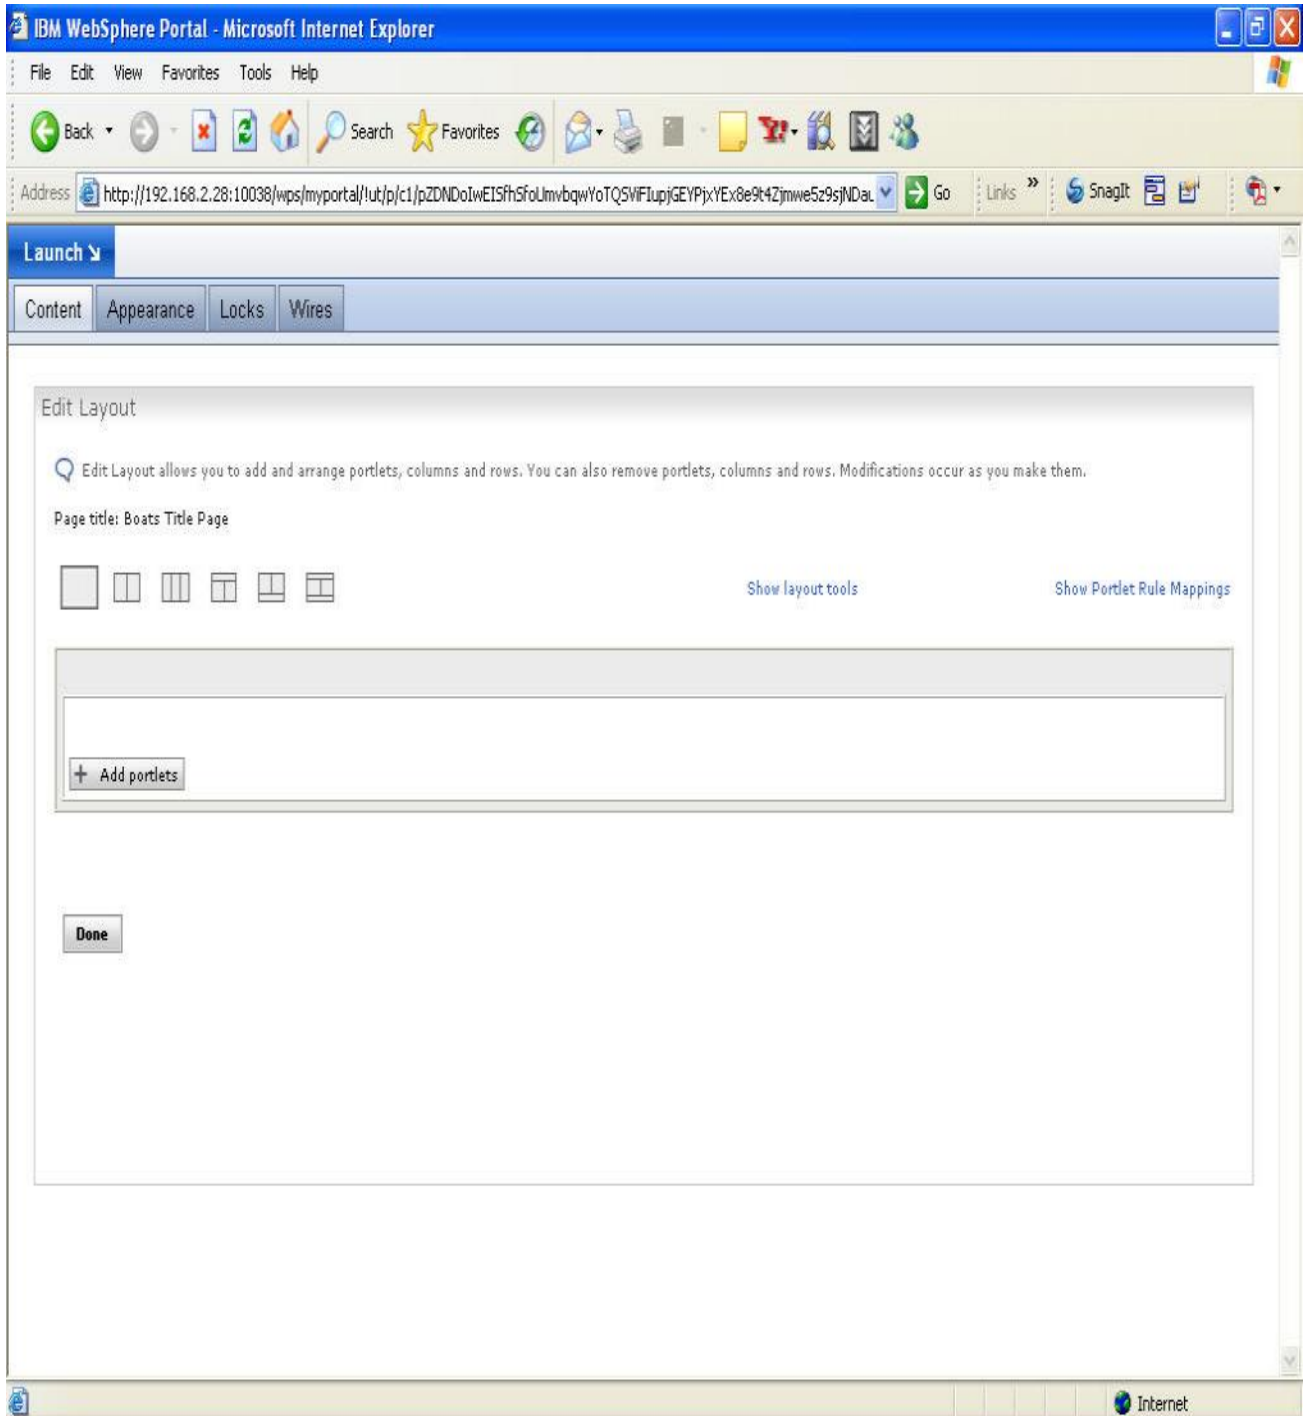 IBM WebSphere Portal - Microsoft Internet Explorer
File Edit View Favorites Tools Help
Back Search Favorites Y!
Address http://192.168.2.28:10038/wps/myportal/!ut/p/c1/ Go Links » SnagIt
Launch
Content Appearance Locks Wires
Edit Layout
Edit Layout allows you to add and arrange portlets, columns and rows. You can also remove portlets, columns and rows. Modifications occur as you make them.
Page title: Boats Title Page
Show layout tools Show Portlet Rule Mappings
+ Add portlets
Done
Internet